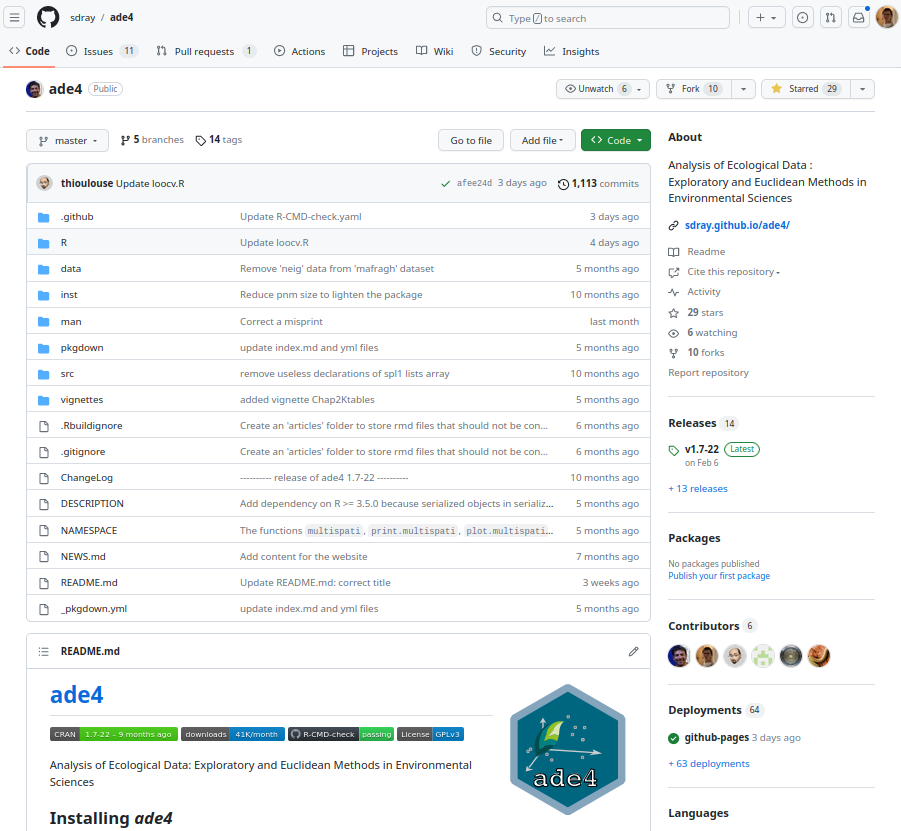 sdray / ade4
Type / to search
Code Issues 11 Pull requests 1 Actions Projects Wiki Security Insights
ade4 Public
Unwatch 6 Fork 10 Starred 29
master 5 branches 14 tags
Go to file Add file Code
thioulouse Update loocv.R afee24d 3 days ago 1,113 commits
.github Update R-CMD-check.yaml 3 days ago
R Update loocv.R 4 days ago
data Remove 'neig' data from 'mafragh' dataset 5 months ago
inst Reduce pnm size to lighten the package 10 months ago
man Correct a misprint last month
pkgdown update index.md and yml files 5 months ago
src remove useless declarations of spl1 lists array 10 months ago
vignettes added vignette Chap2Ktables 5 months ago
.Rbuildignore Create an 'articles' folder to store rmd files that should not be con... 6 months ago
.gitignore Create an 'articles' folder to store rmd files that should not be con... 6 months ago
ChangeLog ---------- release of ade4 1.7-22 ---------- 10 months ago
DESCRIPTION Add dependency on R >= 3.5.0 because serialized objects in serializ... 5 months ago
NAMESPACE The functions multispati, print.multispati, plot.multispati... 5 months ago
NEWS.md Add content for the website 7 months ago
README.md Update README.md: correct title 3 weeks ago
_pkgdown.yml update index.md and yml files 5 months ago
README.md
ade4
CRAN 1.7-22 – 9 months ago downloads 41K/month R-CMD-check passing License GPLv3
Analysis of Ecological Data: Exploratory and Euclidean Methods in Environmental
Sciences
ade4
Installing ade4
About
Analysis of Ecological Data :
Exploratory and Euclidean Methods in
Environmental Sciences
sdray.github.io/ade4/
Readme
Cite this repository
Activity
29 stars
6 watching
10 forks
Report repository
Releases 14
v1.7-22 Latest
on Feb 6
+ 13 releases
Packages
No packages published
Publish your first package
Contributors 6
Deployments 64
github-pages 3 days ago
+ 63 deployments
Languages